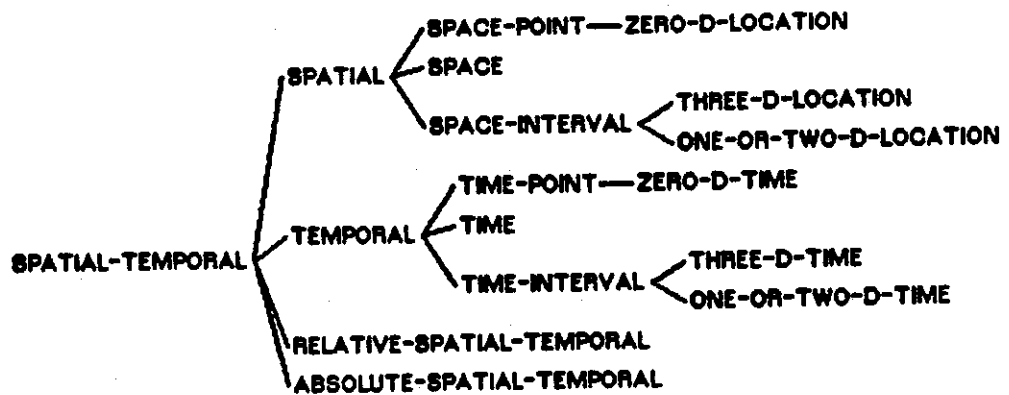 SPACE-POINT — ZERO-D-LOCATION
SPATIAL
SPACE
THREE-D-LOCATION
SPACE-INTERVAL
ONE-OR-TWO-D-LOCATION
TIME-POINT — ZERO-D-TIME
TEMPORAL
TIME
SPATIAL-TEMPORAL
THREE-D-TIME
TIME-INTERVAL
ONE-OR-TWO-D-TIME
RELATIVE-SPATIAL-TEMPORAL
ABSOLUTE-SPATIAL-TEMPORAL